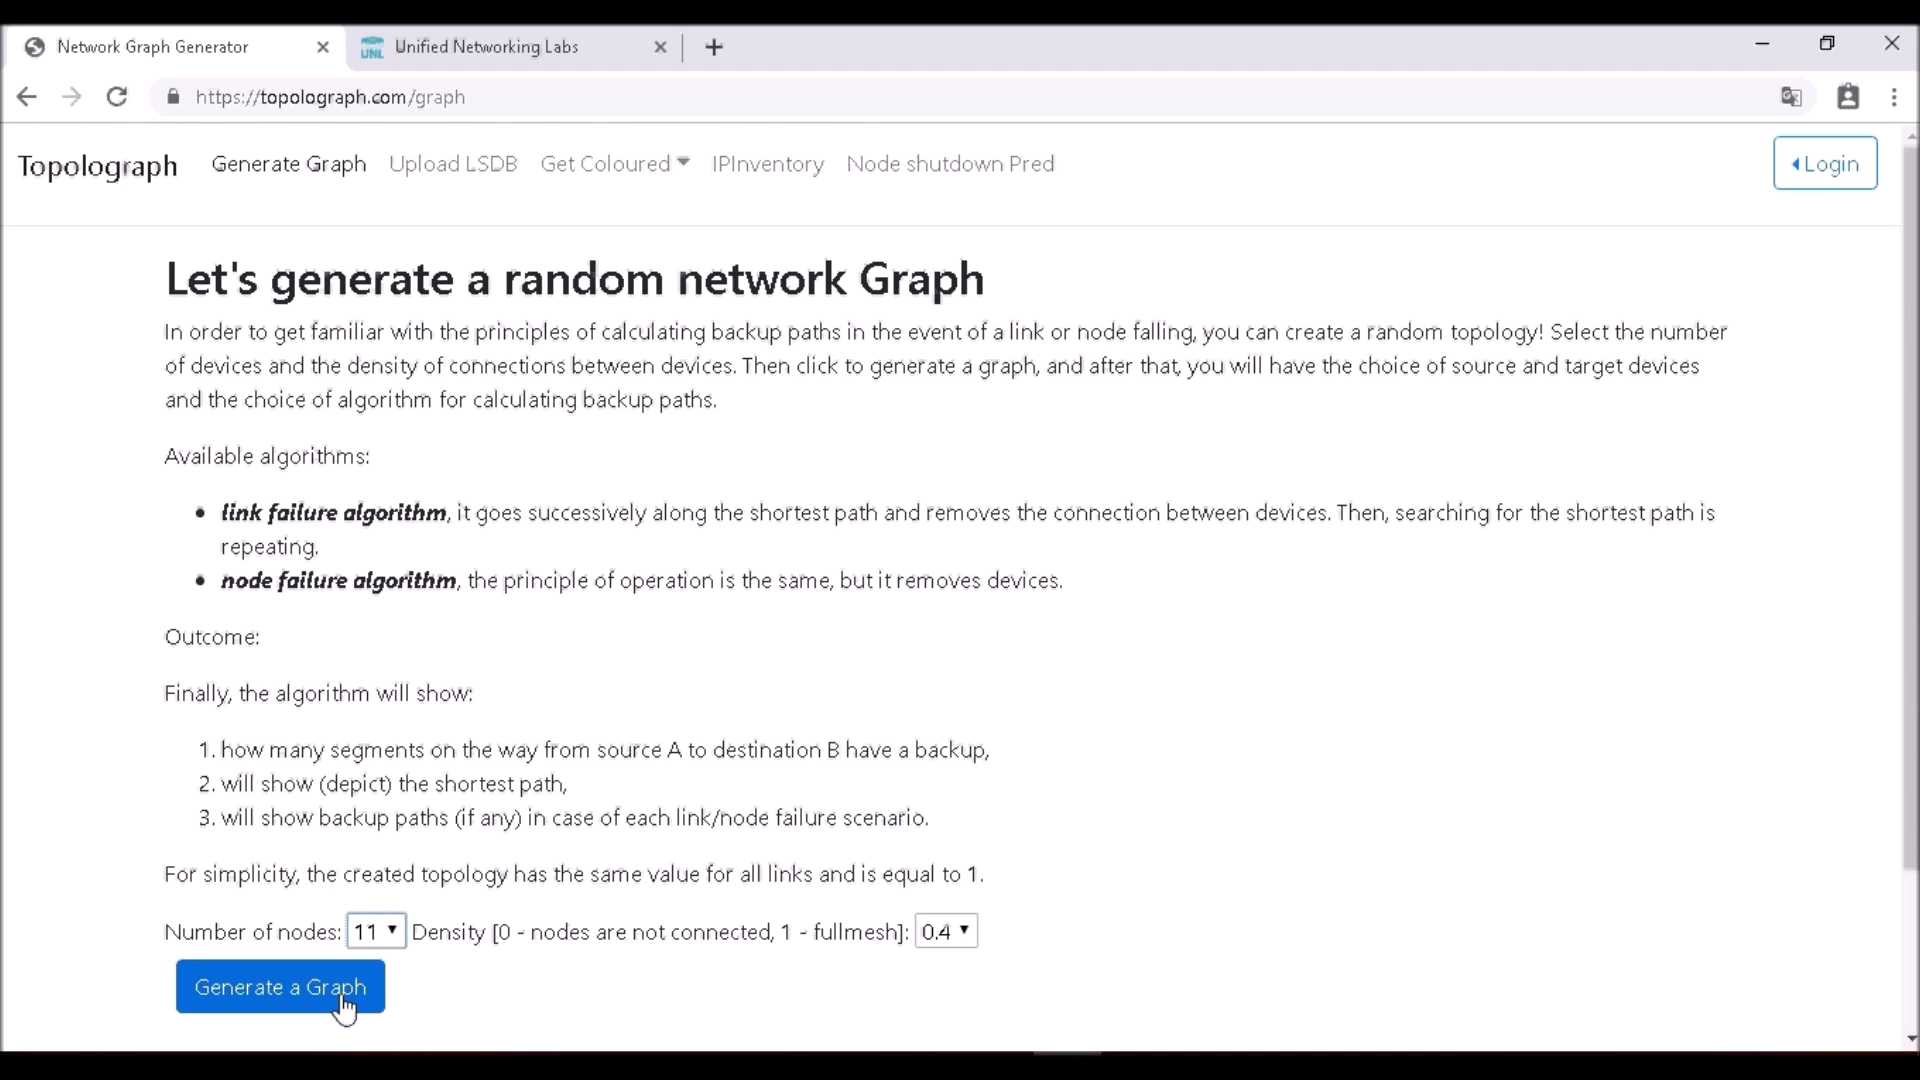 Network Graph Generator
Unified Networking Labs
UNL
https://topolograph.com/graph
Topolograph
Generate Graph
Upload LSDB
Get Coloured
IPInventory
Node shutdown Pred
Login
Let's generate a random network Graph
In order to get familiar with the principles of calculating backup paths in the event of a link or node falling, you can create a random topology! Select the number
of devices and the density of connections between devices. Then click to generate a graph, and after that, you will have the choice of source and target devices
and the choice of algorithm for calculating backup paths.
Available algorithms:
• link failure algorithm, it goes successively along the shortest path and removes the connection between devices. Then, searching for the shortest path is
repeating.
• node failure algorithm, the principle of operation is the same, but it removes devices.
Outcome:
Finally, the algorithm will show:
1. how many segments on the way from source A to destination B have a backup,
2. will show (depict) the shortest path,
3. will show backup paths (if any) in case of each link/node failure scenario.
For simplicity, the created topology has the same value for all links and is equal to 1.
Number of nodes: 11 Density [0 - nodes are not connected, 1 - fullmesh]: 0.4
Generate a Graph